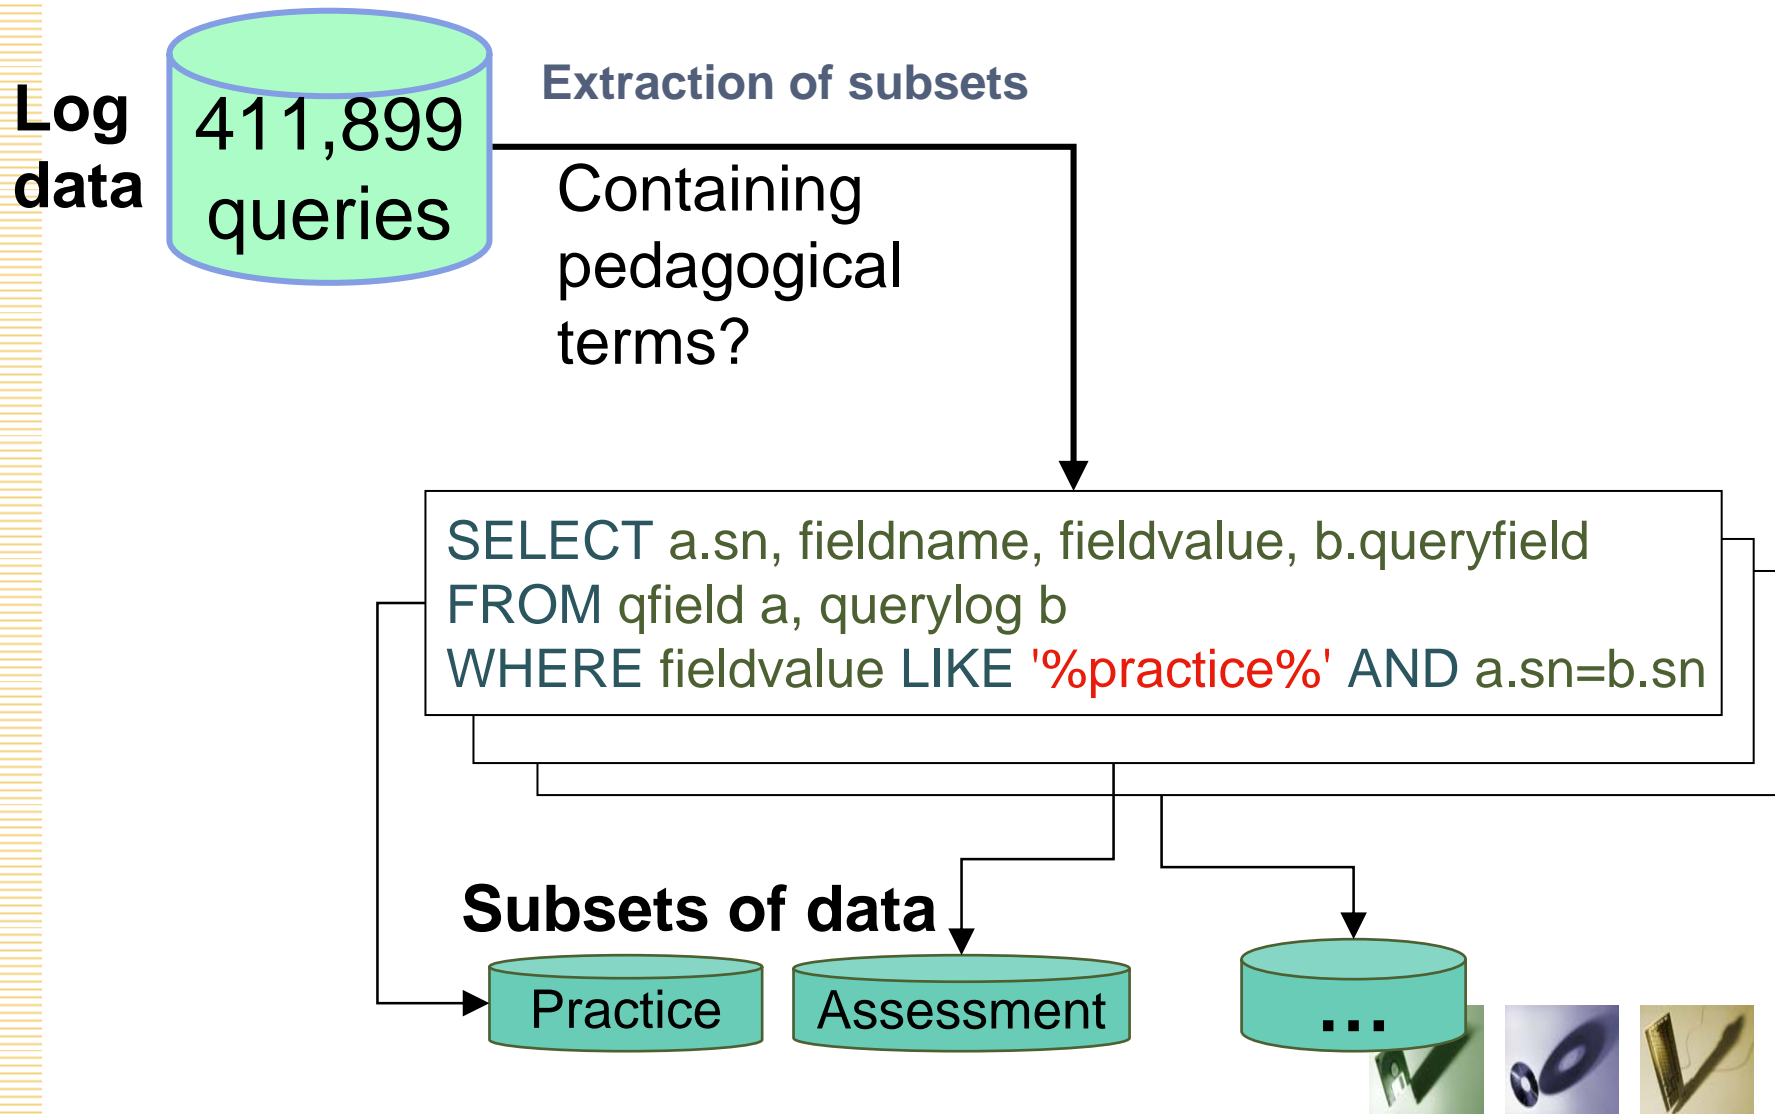 Log
data
411,899
queries
Extraction of subsets
Containing
pedagogical
terms?
SELECT a.sn, fieldname, fieldvalue, b.queryfield
FROM qfield a, querylog b
WHERE fieldvalue LIKE '%practice%' AND a.sn=b.sn
Subsets of data
Practice
Assessment
...